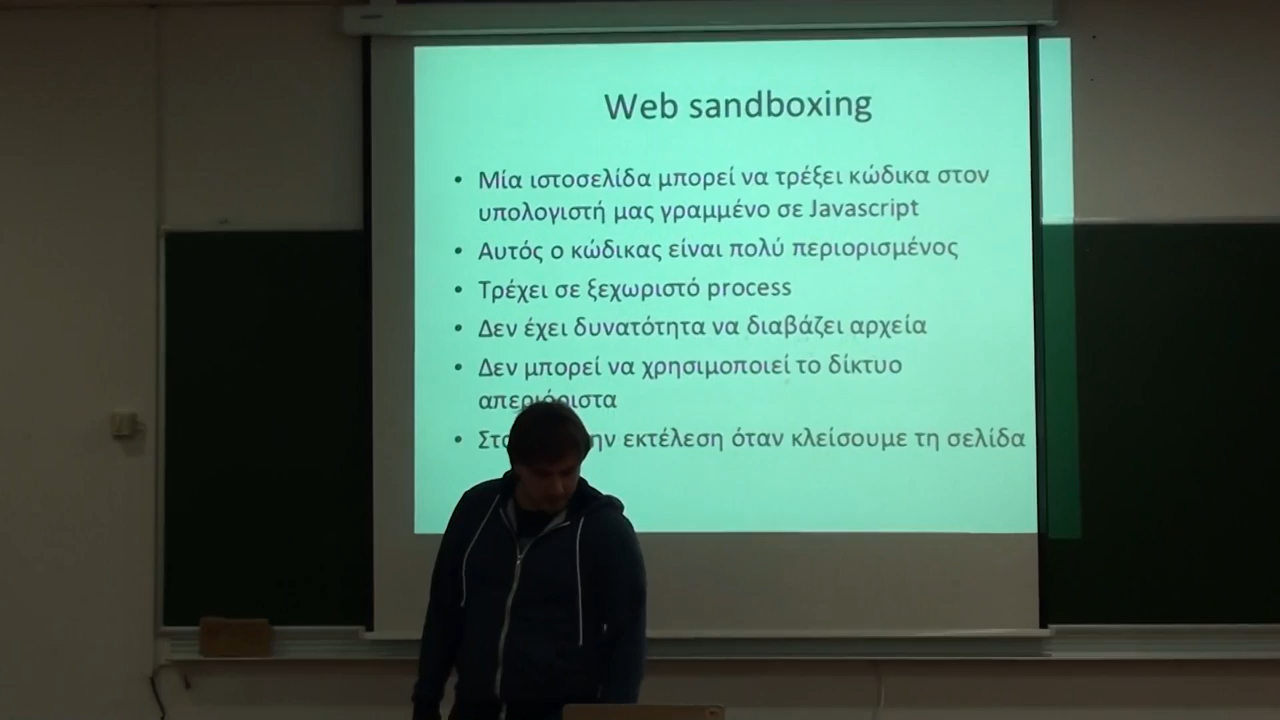 Web sandboxing
• Μία ιστοσελίδα μπορεί να τρέξει κώδικα στον
υπολογιστή μας γραμμένο σε Javascript
• Αυτός ο κώδικας είναι πολύ περιορισμένος
• Τρέχει σε ξεχωριστό process
• Δεν έχει δυνατότητα να διαβάζει αρχεία
• Δεν μπορεί να χρησιμοποιεί το δίκτυο
απεριόριστα
• εκτέλεση όταν κλείσουμε τη σελίδα